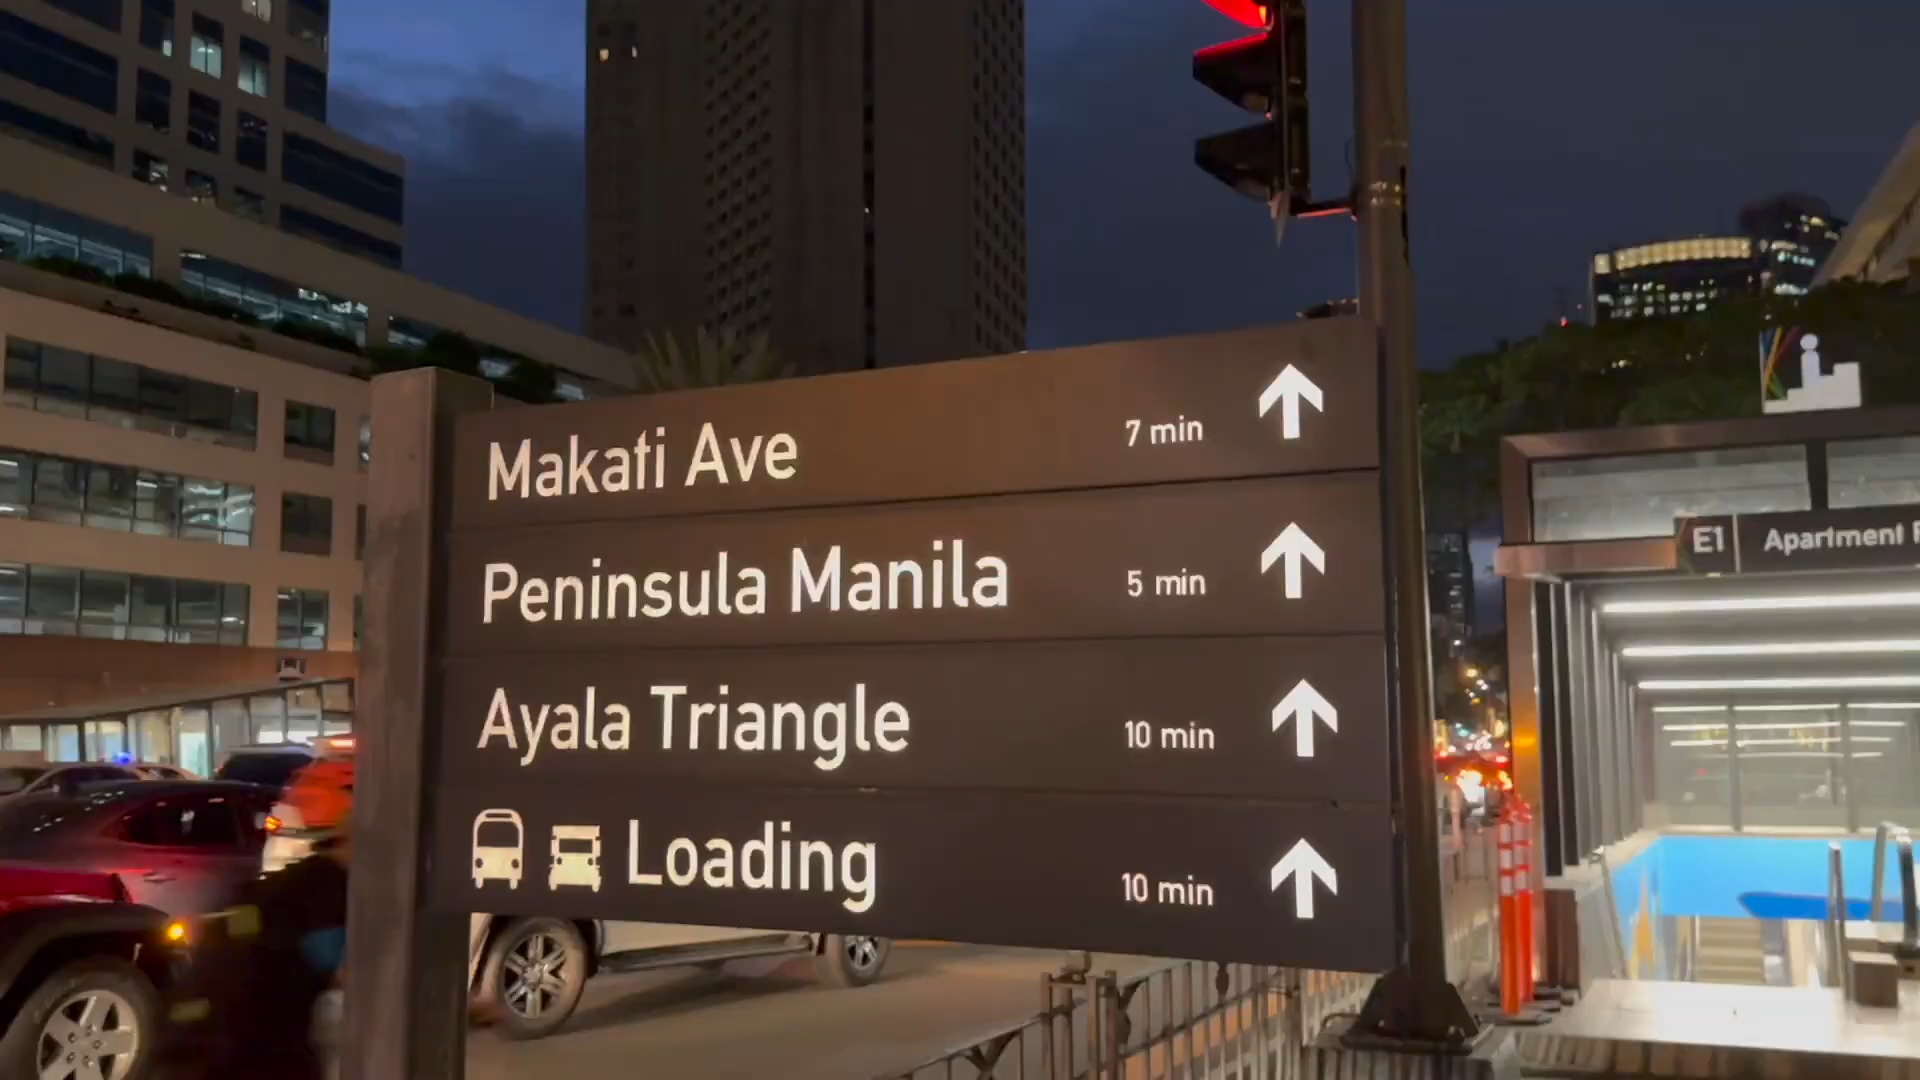 Makati Ave 7 min
Peninsula Manila 5 min
Ayala Triangle 10 min
Loading 10 min
E1 Apartment